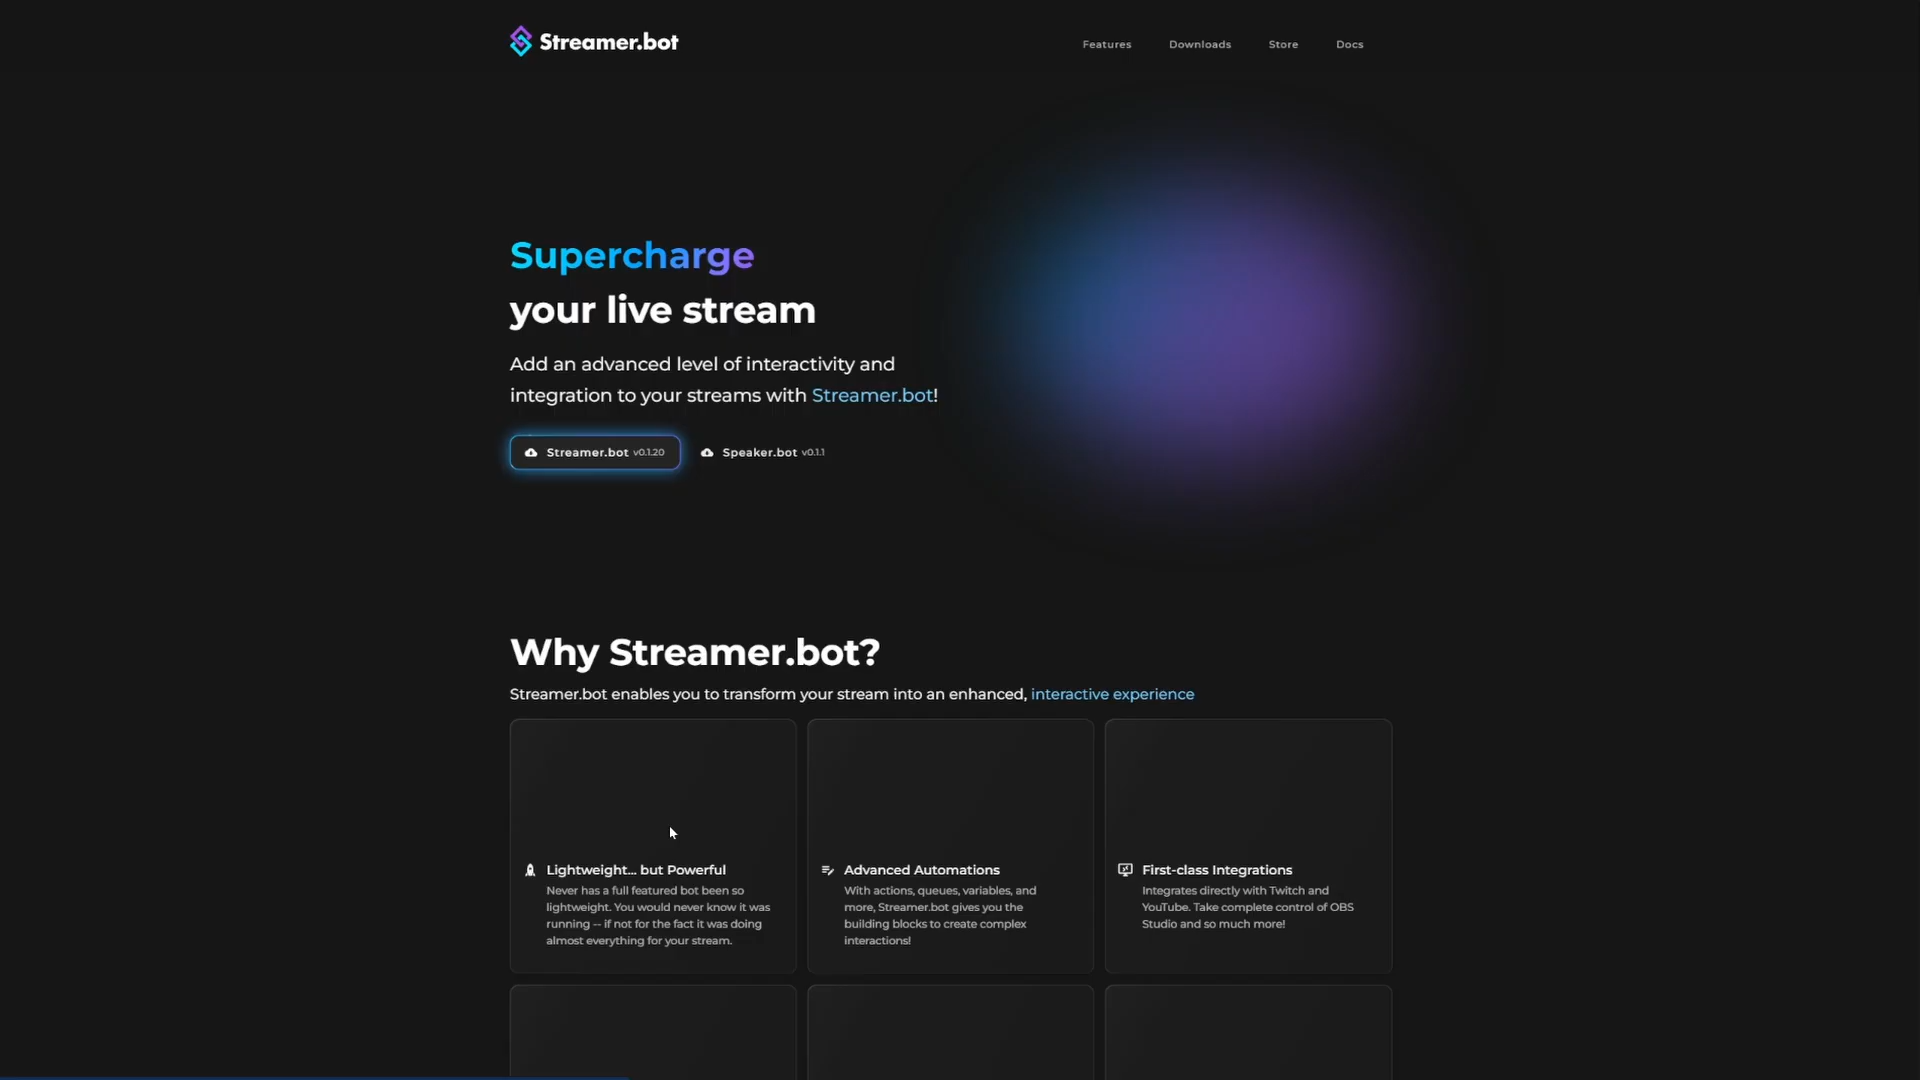 Streamer.bot
Features
Downloads
Store
Docs
Supercharge
your live stream
Add an advanced level of interactivity and
integration to your streams with Streamer.bot!
Streamer.bot v0.1.20
Speaker.bot v0.1.1
Why Streamer.bot?
Streamer.bot enables you to transform your stream into an enhanced, interactive experience
Lightweight... but Powerful
Never has a full featured bot been so
lightweight. You would never know it was
running -- if not for the fact it was doing
almost everything for your stream.
Advanced Automations
With actions, queues, variables, and
more, Streamer.bot gives you the
building blocks to create complex
interactions!
First-class Integrations
Integrates directly with Twitch and
YouTube. Take complete control of OBS
Studio and so much more!